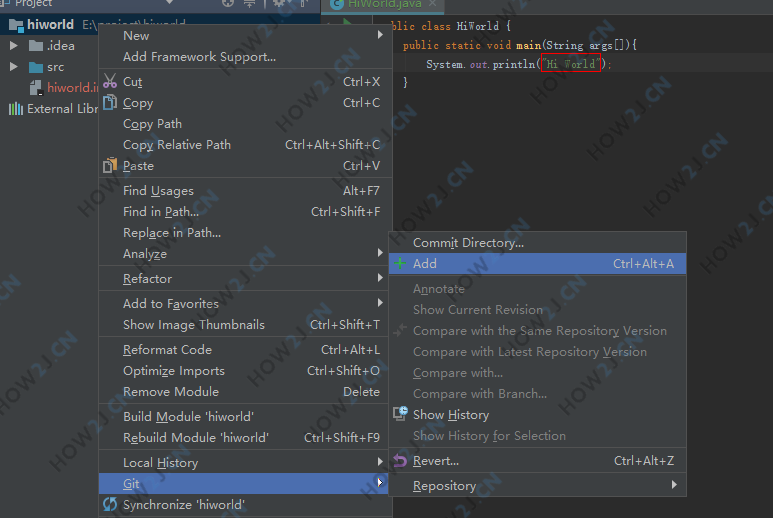 Project
hiworld E:\project\hiworld
.idea
src
hiworld.i
External Libr
New
Add Framework Support...
Cut Ctrl+X
Copy Ctrl+C
Copy Path
Copy Relative Path Ctrl+Alt+Shift+C
Paste Ctrl+V
Find Usages Alt+F7
Find in Path... Ctrl+Shift+F
Replace in Path...
Analyze
Refactor
Add to Favorites
Show Image Thumbnails Ctrl+Shift+T
Reformat Code Ctrl+Alt+L
Optimize Imports Ctrl+Shift+O
Remove Module Delete
Build Module 'hiworld'
Rebuild Module 'hiworld' Ctrl+Shift+F9
Local History
Git
Synchronize 'hiworld'
HiWorld.java
blic class HiWorld {
public static void main(String args[]){
System.out.println("Hi World");
}
Commit Directory...
Add Ctrl+Alt+A
Annotate
Show Current Revision
Compare with the Same Repository Version
Compare with Latest Repository Version
Compare with...
Compare with Branch...
Show History
Show History for Selection
Revert... Ctrl+Alt+Z
Repository
HOW2J.CN